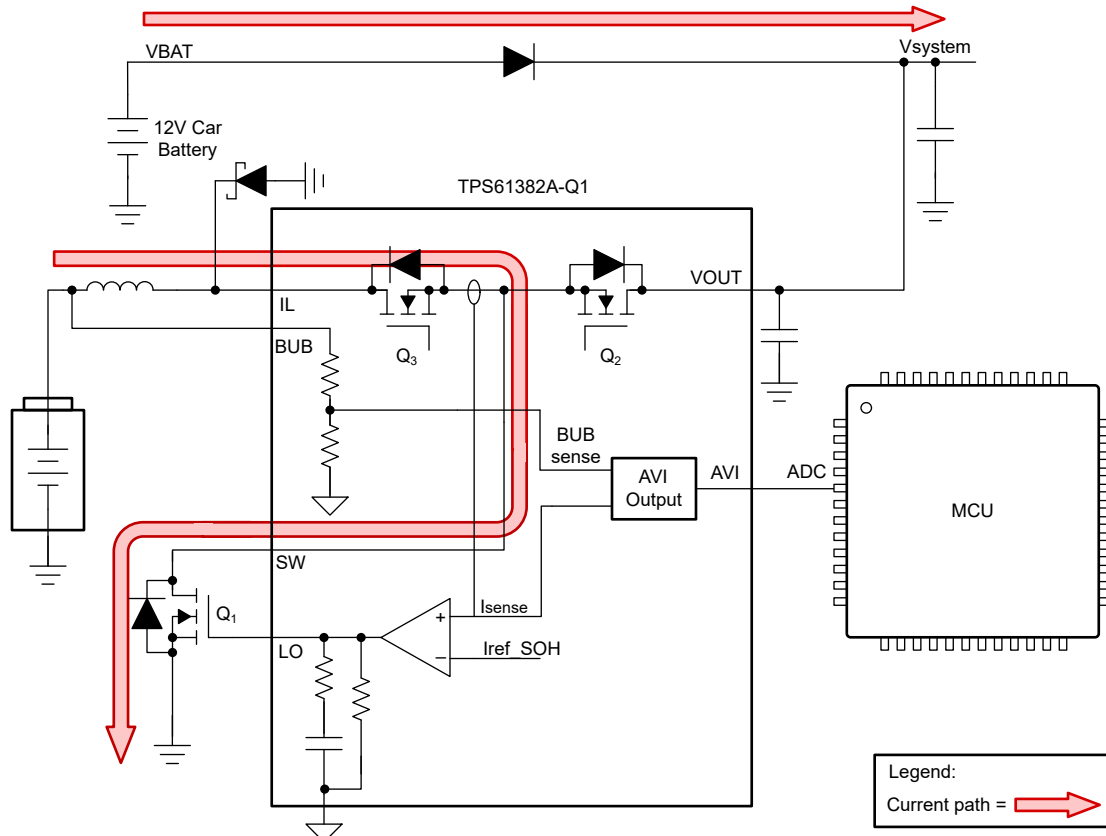 VBAT
Vsystem
12V Car
Battery
TPS61382A-Q1
VOUT
IL
BUB
Q3
Q2
BUB
sense
AVI
Output
AVI
ADC
MCU
SW
Q1
Isense
LO
Iref_SOH
+
−
Legend:
Current path =